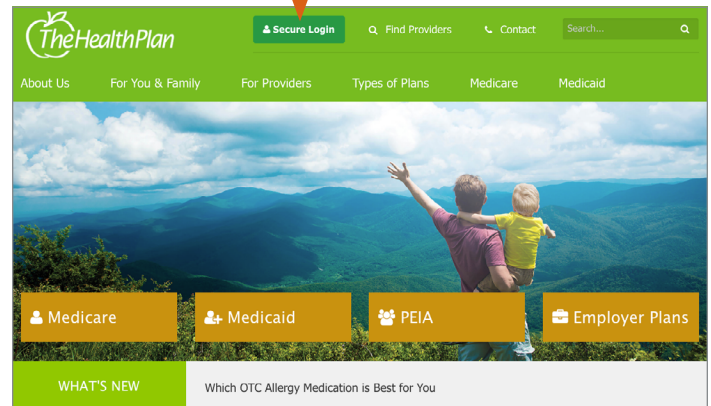 TheHealthPlan
Secure Login
Find Providers
Contact
Search...
About Us
For You & Family
For Providers
Types of Plans
Medicare
Medicaid
Medicare
Medicaid
PEIA
Employer Plans
WHAT'S NEW
Which OTC Allergy Medication is Best for You